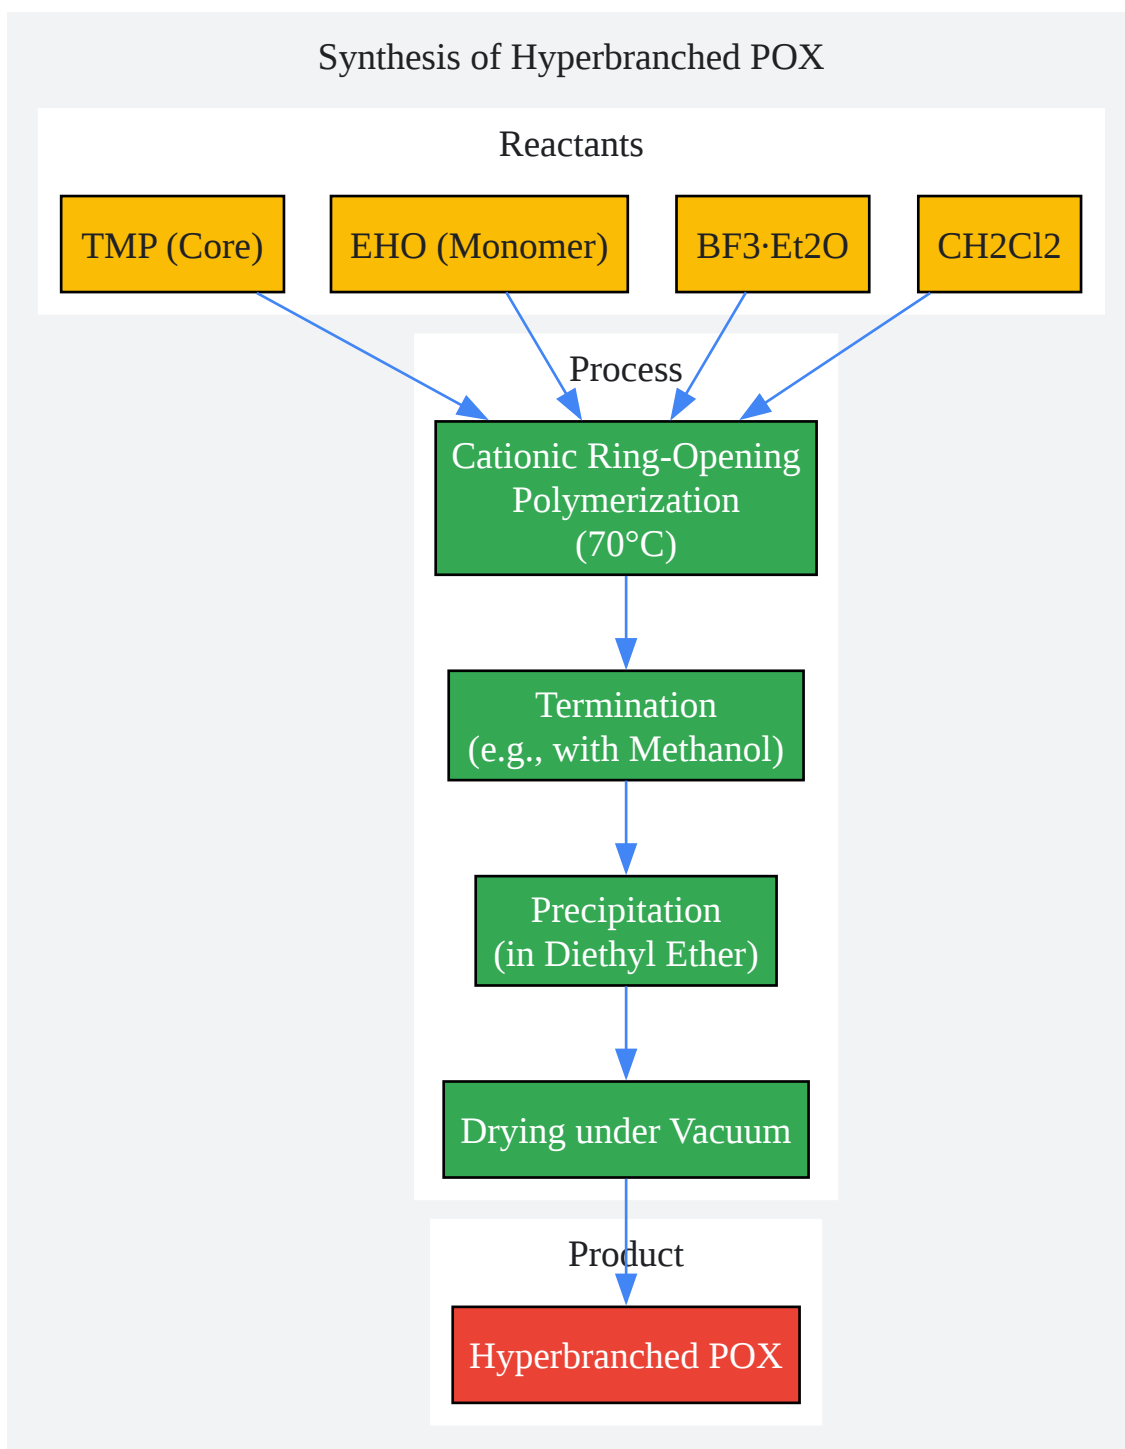 Synthesis of Hyperbranched POX
Reactants
TMP (Core)
EHO (Monomer)
BF3·Et2O
CH2Cl2
Process
Cationic Ring-Opening
Polymerization
(70°C)
Termination
(e.g., with Methanol)
Precipitation
(in Diethyl Ether)
Drying under Vacuum
Product
Hyperbranched POX